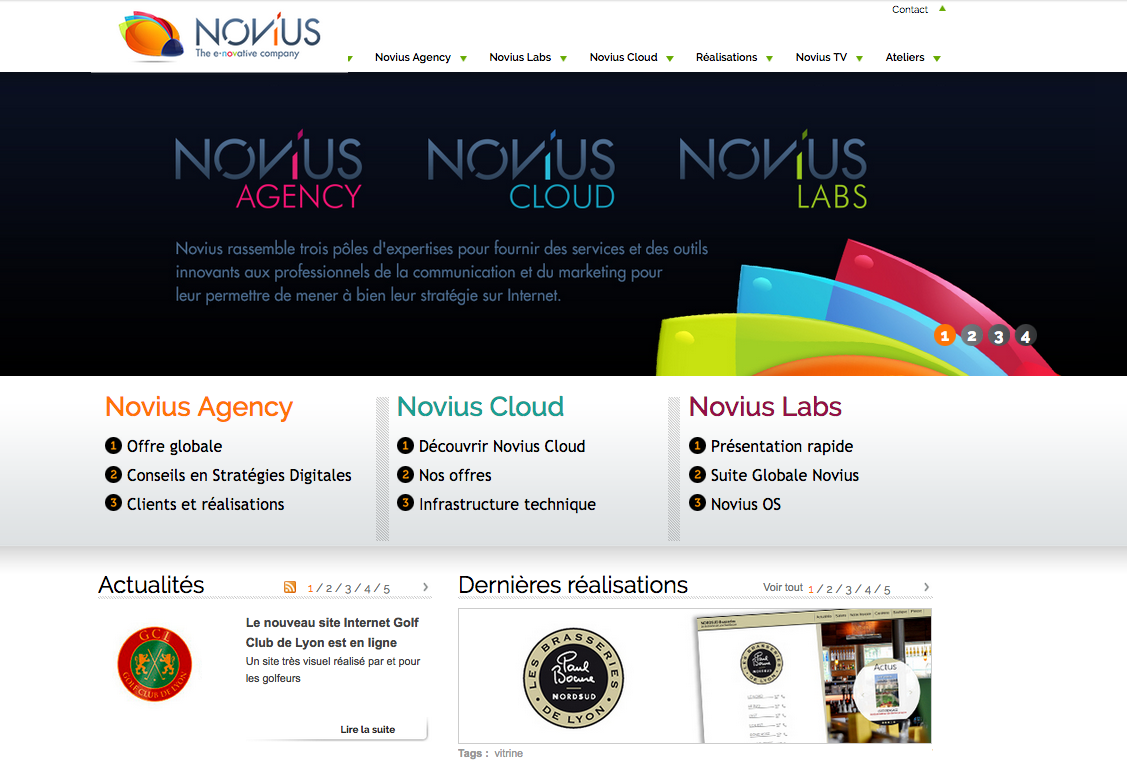 NOVIUS
The e-novative company
Contact
Novius Agency
Novius Labs
Novius Cloud
Réalisations
Novius TV
Ateliers
NOVIUS AGENCY
NOVIUS CLOUD
NOVIUS LABS
Novius rassemble trois pôles d'expertises pour fournir des services et des outils
innovants aux professionnels de la communication et du marketing pour
leur permettre de mener à bien leur stratégie sur Internet.
1 2 3 4
Novius Agency
1 Offre globale
2 Conseils en Stratégies Digitales
3 Clients et réalisations
Novius Cloud
1 Découvrir Novius Cloud
2 Nos offres
3 Infrastructure technique
Novius Labs
1 Présentation rapide
2 Suite Globale Novius
3 Novius OS
Actualités
1 / 2 / 3 / 4 / 5
GCL
GOLF CLUB DE LYON
Le nouveau site Internet Golf
Club de Lyon est en ligne
Un site très visuel réalisé par et pour
les golfeurs
Lire la suite
Dernières réalisations
Voir tout 1 / 2 / 3 / 4 / 5
LES BRASSERIES
Paul
Bocuse
NORDSUD
DE LYON
Actus
Tags : vitrine